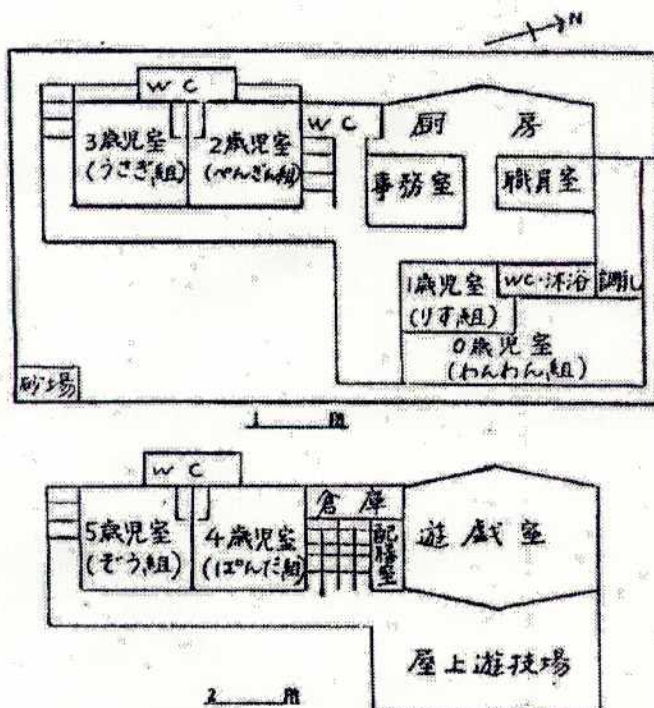 N
WC
3歳児室
(うさぎ組)
2歳児室
(ぺんぎん組)
WC
厨房
事務室
職員室
1歳児室
(りす組)
WC・沐浴
調乳
0歳児室
(わんわん組)
砂場
1 階
WC
5歳児室
(ぞう組)
4歳児室
(ぱんだ組)
倉庫
配膳室
遊戯室
屋上遊技場
2 階